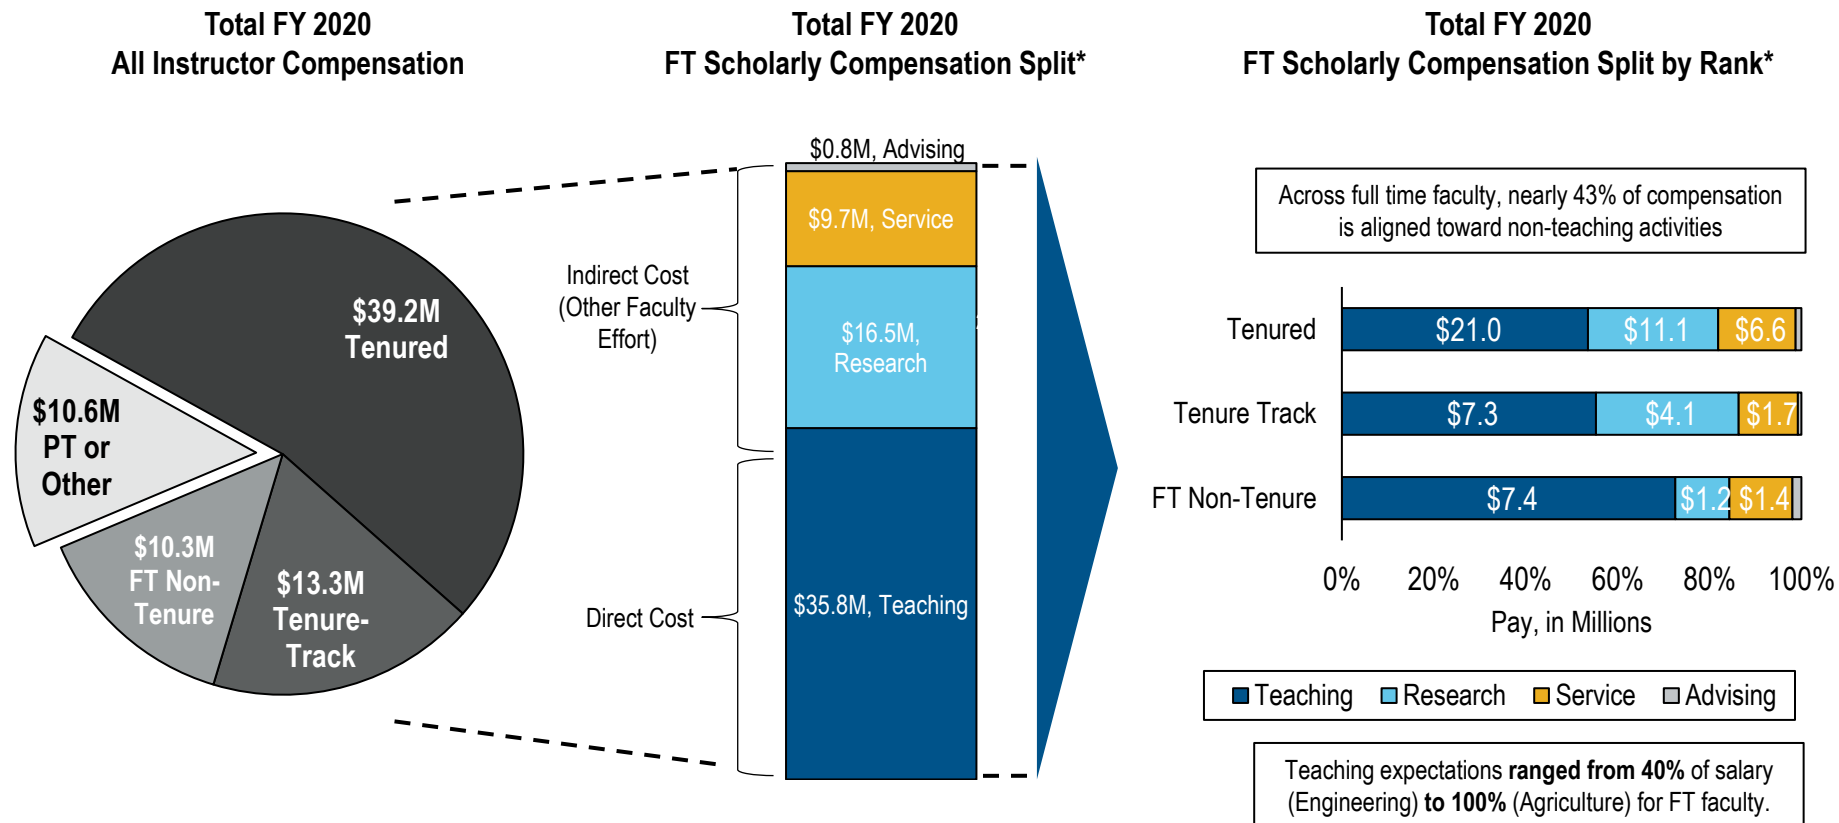 Total FY 2020
All Instructor Compensation
$39.2M
Tenured
$10.6M
PT or
Other
$10.3M
FT Non-
Tenure
$13.3M
Tenure-
Track
Total FY 2020
FT Scholarly Compensation Split*
$0.8M, Advising
$9.7M, Service
$16.5M,
Research
$35.8M, Teaching
Indirect Cost
(Other Faculty
Effort)
Direct Cost
Total FY 2020
FT Scholarly Compensation Split by Rank*
Across full time faculty, nearly 43% of compensation
is aligned toward non-teaching activities
Tenured $21.0 $11.1 $6.6
Tenure Track $7.3 $4.1 $1.7
FT Non-Tenure $7.4 $1.2 $1.4
0% 20% 40% 60% 80% 100%
Pay, in Millions
Teaching Research Service Advising
Teaching expectations ranged from 40% of salary
(Engineering) to 100% (Agriculture) for FT faculty.